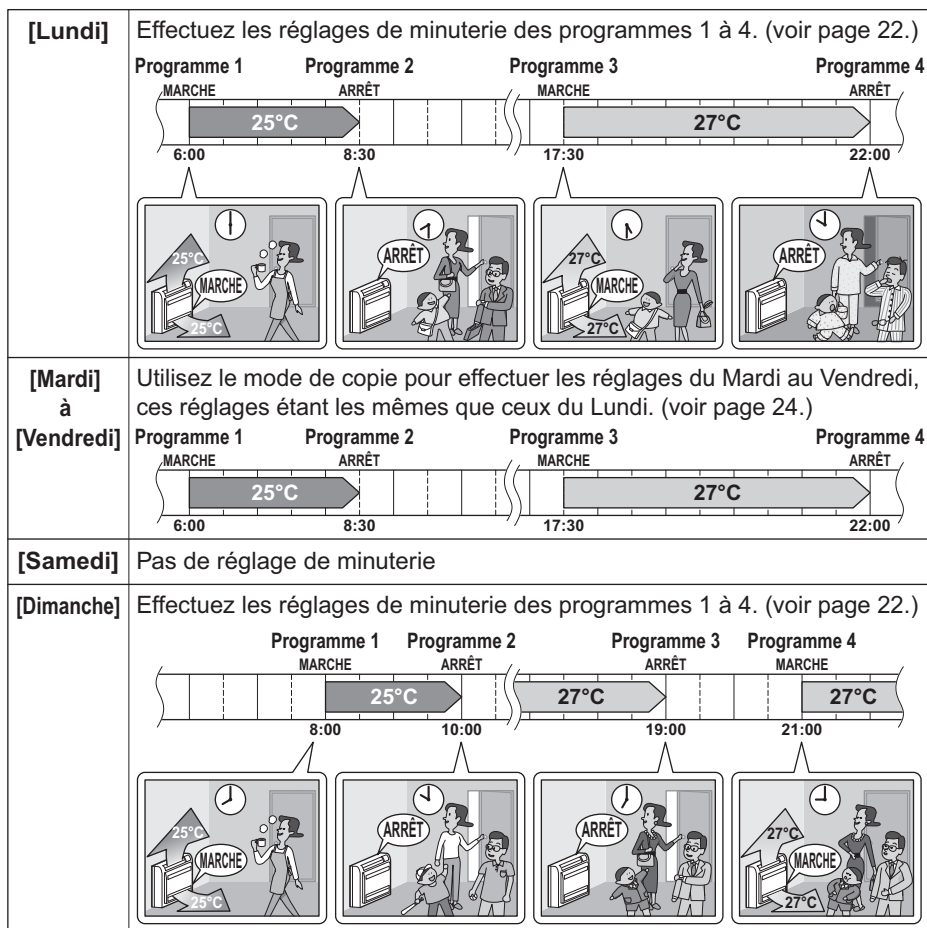 [Lundi]
Effectuez les réglages de minuterie des programmes 1 à 4. (voir page 22.)
Programme 1 Programme 2 Programme 3 Programme 4
MARCHE ARRÊT MARCHE ARRÊT
25°C 27°C
6:00 8:30 17:30 22:00
25°C MARCHE 25°C
ARRÊT
27°C MARCHE 27°C
ARRÊT
[Mardi]
à
[Vendredi]
Utilisez le mode de copie pour effectuer les réglages du Mardi au Vendredi,
ces réglages étant les mêmes que ceux du Lundi. (voir page 24.)
Programme 1 Programme 2 Programme 3 Programme 4
MARCHE ARRÊT MARCHE ARRÊT
25°C 27°C
6:00 8:30 17:30 22:00
[Samedi]
Pas de réglage de minuterie
[Dimanche]
Effectuez les réglages de minuterie des programmes 1 à 4. (voir page 22.)
Programme 1 Programme 2 Programme 3 Programme 4
MARCHE ARRÊT ARRÊT MARCHE
25°C 27°C 27°C
8:00 10:00 19:00 21:00
25°C MARCHE 25°C
ARRÊT
ARRÊT
27°C MARCHE 27°C